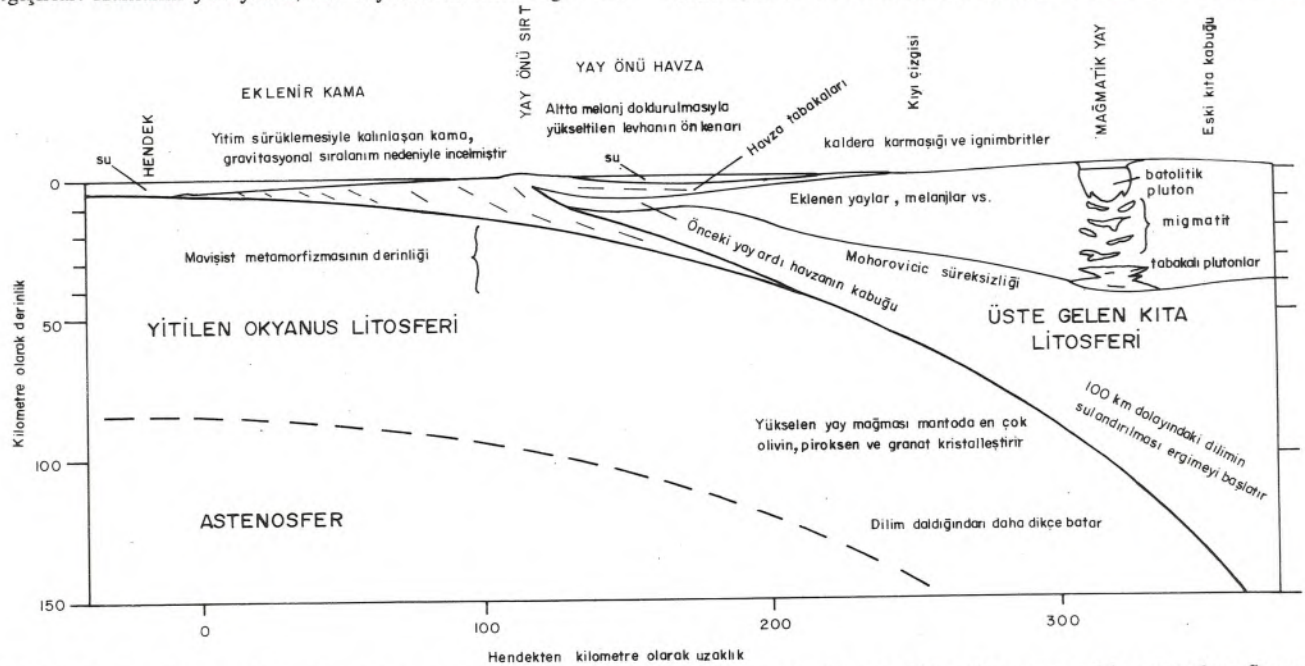 HENDEK
EKLENİR KAMA
YAY ÖNÜ SIRT
YAY ÖNÜ HAVZA
Kıyı çizgisi
MAĞMATİK YAY
Eski kıta kabuğu
su
Yitim sürüklemesiyle kalınlaşan kama,
gravitasyonal sıralanım nedeniyle incelmiştir
Altta melanj doldurulmasıyla
yükseltilen levhanın ön kenarı
su
Havza tabakaları
kaldera karmaşığı ve ignimbritler
batolitik
pluton
migmatit
tabakalı plutonlar
Eklenen yaylar, melanjlar vs.
Önceki yay ardı havzanın kabuğu
Mohorovicic süreksizliği
Mavişist metamorfizmasının derinliği
YİTİLEN OKYANUS LİTOSFERİ
ÜSTE GELEN KITA
LİTOSFERİ
Yükselen yay mağması mantoda en çok
olivin, piroksen ve granat kristalleştirir
100 km dolayındaki dilimin
sulandırılması ergimeyi başlatır
ASTENOSFER
Dilim daldığından daha dikçe batar
Kilometre olarak derinlik
0
50
100
150
0
100
200
300
Hendekten kilometre olarak uzaklık